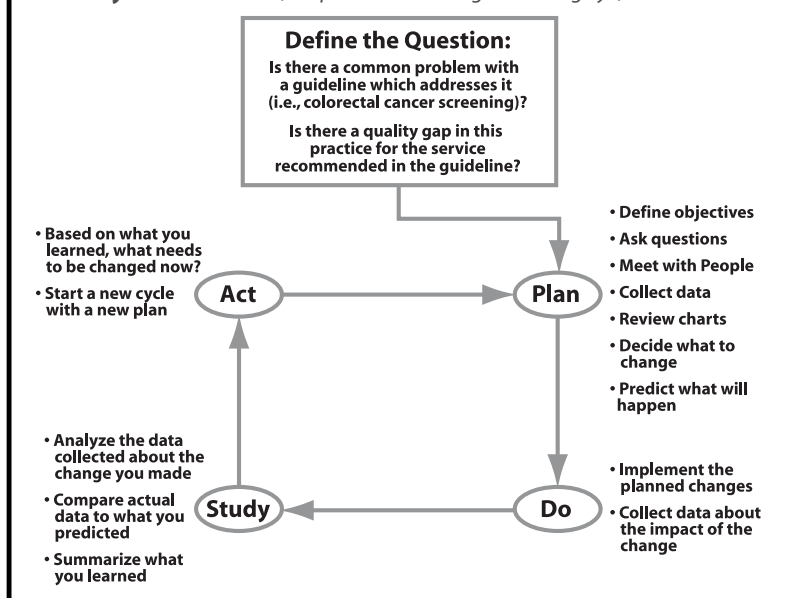 Define the Question:
Is there a common problem with
a guideline which addresses it
(i.e., colorectal cancer screening)?
Is there a quality gap in this
practice for the service
recommended in the guideline?
• Based on what you
learned, what needs
to be changed now?
• Start a new cycle
with a new plan
Act
Plan
• Define objectives
• Ask questions
• Meet with People
• Collect data
• Review charts
• Decide what to
change
• Predict what will
happen
• Analyze the data
collected about the
change you made
• Compare actual
data to what you
predicted
• Summarize what
you learned
Study
Do
• Implement the
planned changes
• Collect data about
the impact of the
change